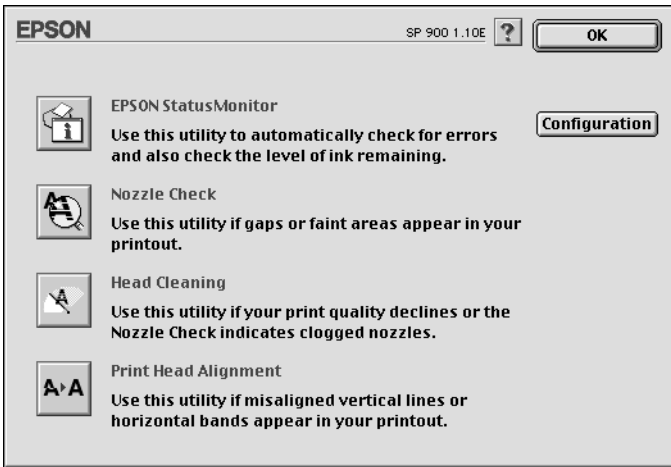 EPSON SP 900 1.10E ? OK
EPSON StatusMonitor
Use this utility to automatically check for errors
and also check the level of ink remaining.
Configuration
Nozzle Check
Use this utility if gaps or faint areas appear in your
printout.
Head Cleaning
Use this utility if your print quality declines or the
Nozzle Check indicates clogged nozzles.
A▸A
Print Head Alignment
Use this utility if misaligned vertical lines or
horizontal bands appear in your printout.